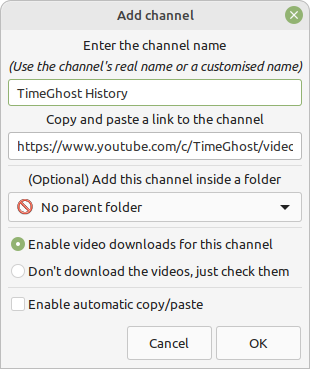 Add channel
Enter the channel name
(Use the channel's real name or a customised name)
TimeGhost History
Copy and paste a link to the channel
https://www.youtube.com/c/TimeGhost/videc
(Optional) Add this channel inside a folder
No parent folder
Enable video downloads for this channel
Don't download the videos, just check them
Enable automatic copy/paste
Cancel OK